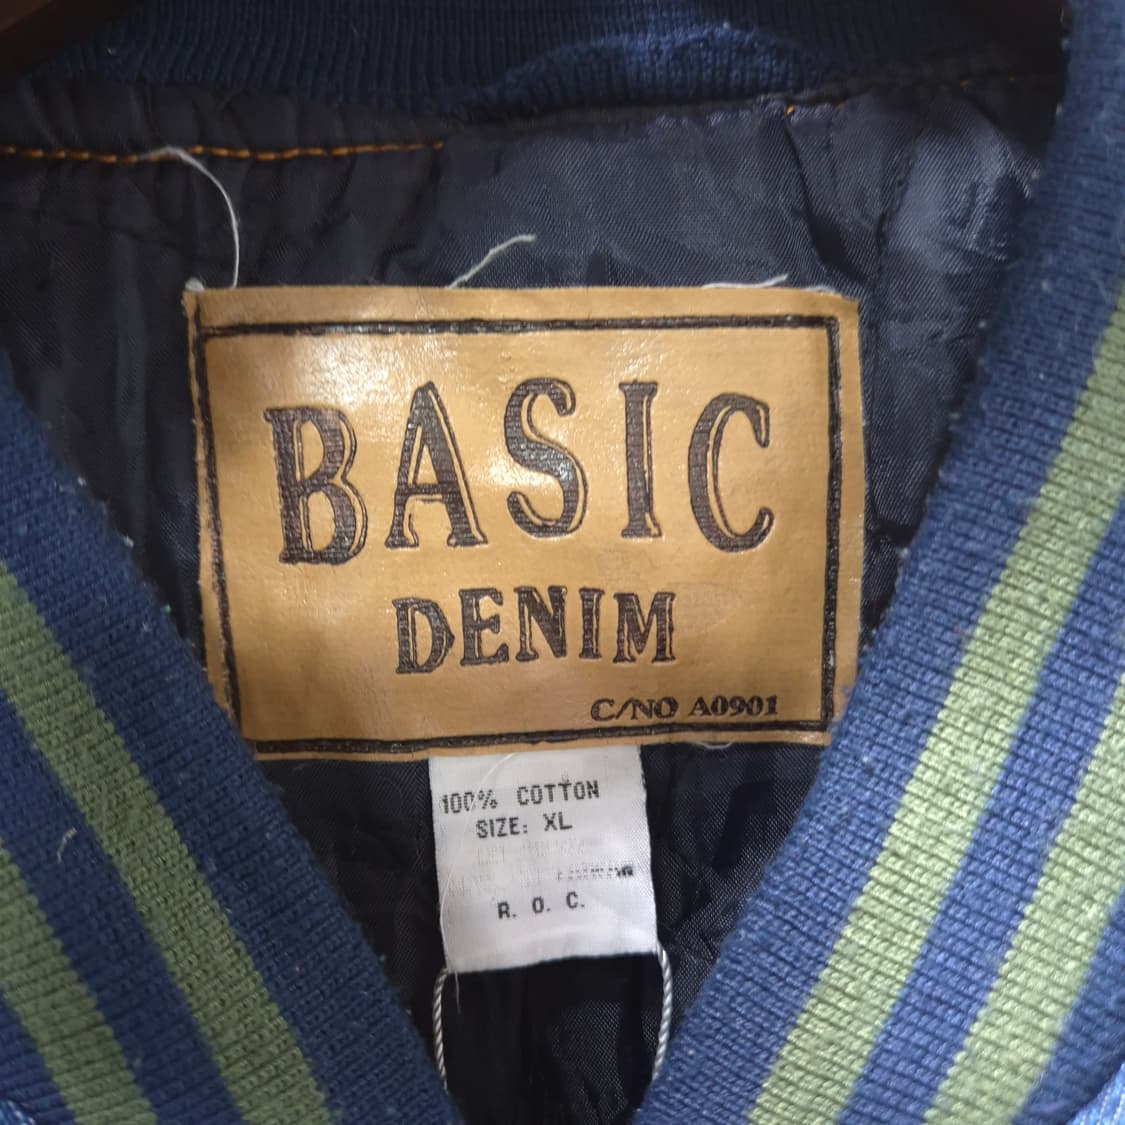 BASIC
DENIM
C/NO A0901
100% COTTON
SIZE: XL
R. O. C.